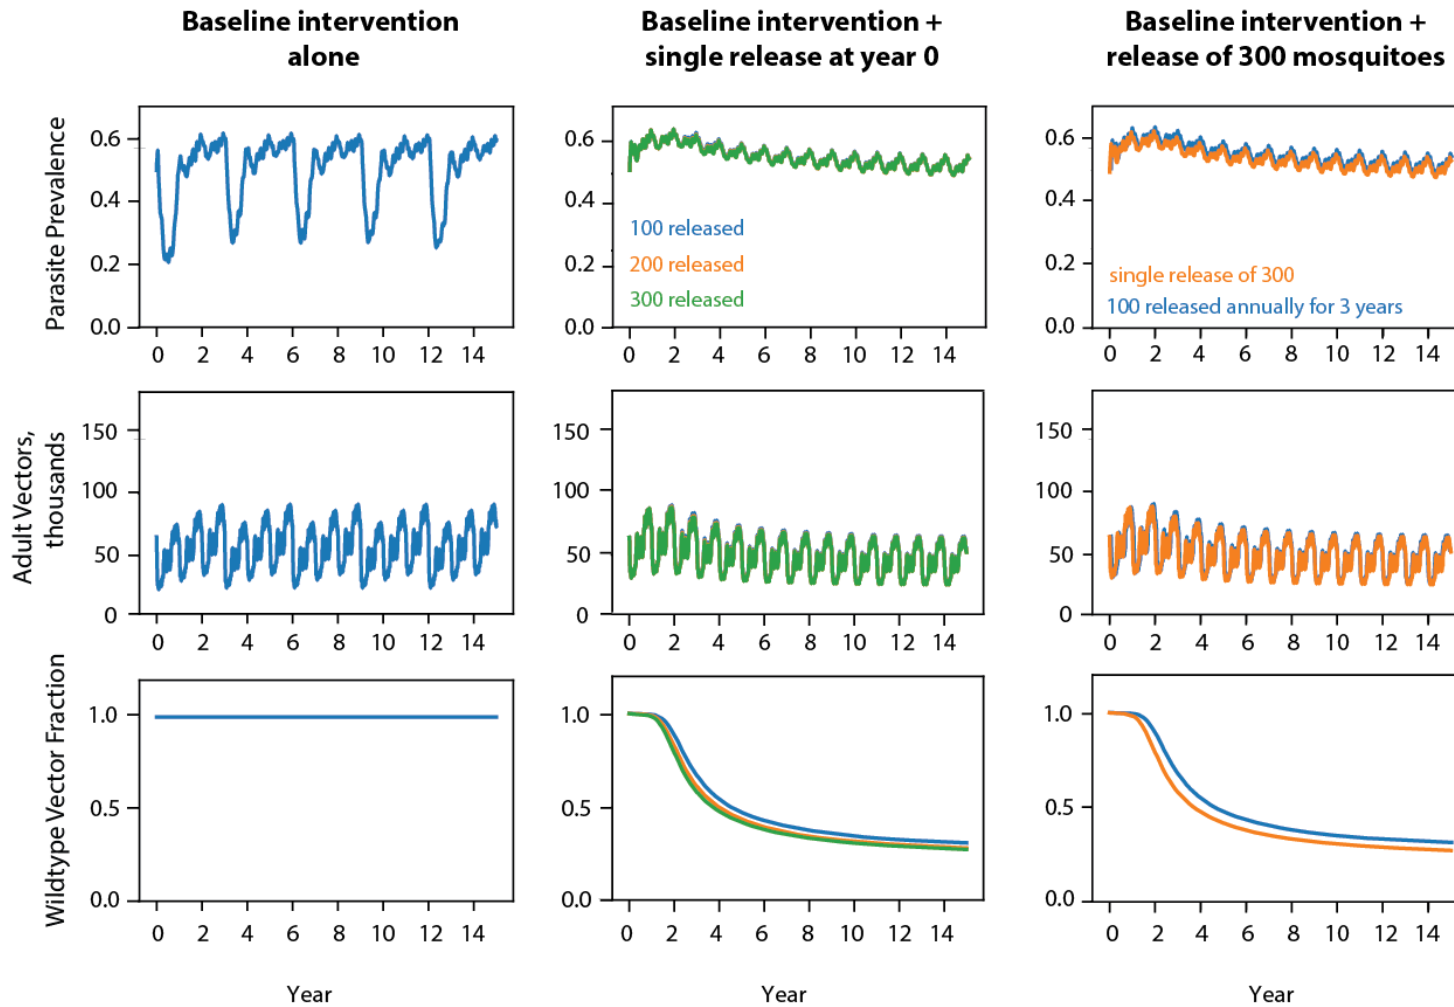 Baseline intervention
alone
Baseline intervention +
single release at year 0
Baseline intervention +
release of 300 mosquitoes
Parasite Prevalence
0.6
0.4
0.2
0.0
0 2 4 6 8 10 12 14
0.6
0.4
0.2
0.0
100 released
200 released
300 released
0 2 4 6 8 10 12 14
0.6
0.4
0.2
0.0
single release of 300
100 released annually for 3 years
0 2 4 6 8 10 12 14
Adult Vectors,
thousands
150
100
50
0
0 2 4 6 8 10 12 14
150
100
50
0
0 2 4 6 8 10 12 14
150
100
50
0
0 2 4 6 8 10 12 14
Wildtype Vector Fraction
1.0
0.5
0.0
0 2 4 6 8 10 12 14
Year
1.0
0.5
0.0
0 2 4 6 8 10 12 14
Year
1.0
0.5
0.0
0 2 4 6 8 10 12 14
Year